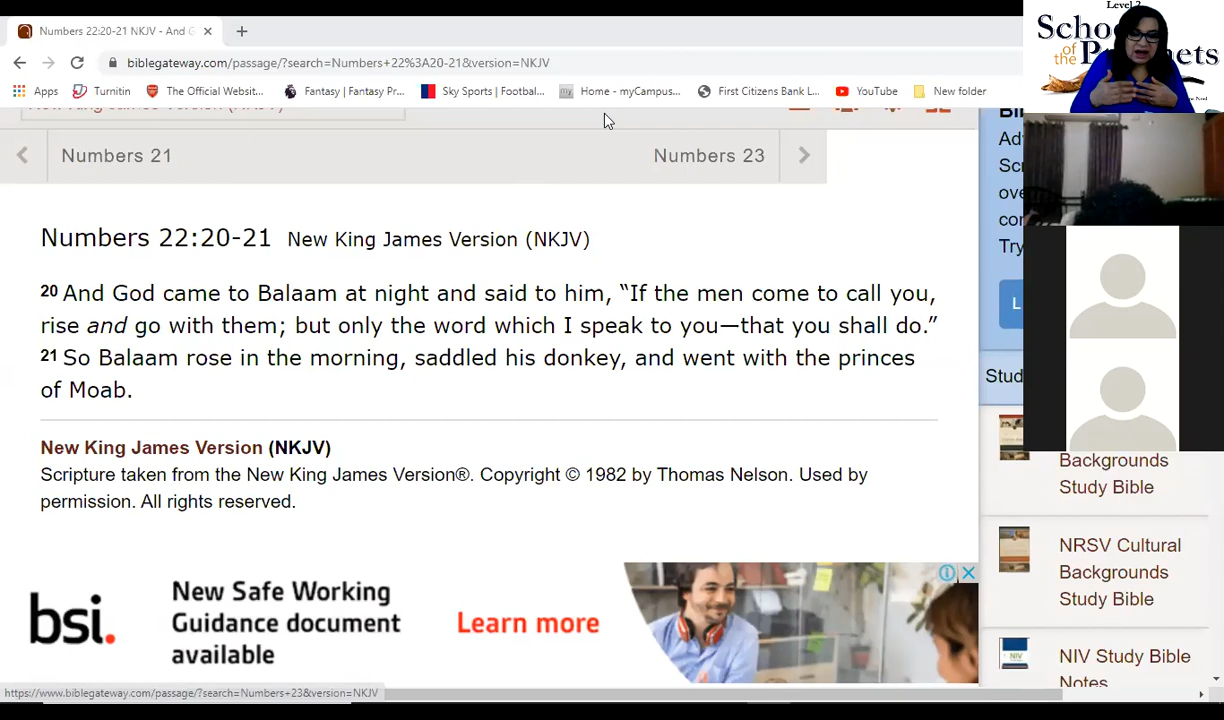 Numbers 22:20-21 NKJV - And G
biblegateway.com/passage/?search=Numbers+22%3A20-21&version=NKJV
Apps Turnitin The Official Websit... Fantasy | Fantasy Pr... Sky Sports | Footbal... Home - myCampus... First Citizens Bank L... YouTube New folder
Numbers 21
Numbers 23
Numbers 22:20-21 New King James Version (NKJV)
20 And God came to Balaam at night and said to him, “If the men come to call you,
rise and go with them; but only the word which I speak to you—that you shall do.”
21 So Balaam rose in the morning, saddled his donkey, and went with the princes
of Moab.
New King James Version (NKJV)
Scripture taken from the New King James Version®. Copyright © 1982 by Thomas Nelson. Used by
permission. All rights reserved.
bsi.
New Safe Working
Guidance document
available
Learn more
https://www.biblegateway.com/passage/?search=Numbers+23&version=NKJV
Level 2
of the
Try
L
Backgrounds
Study Bible
NRSV Cultural
Backgrounds
Study Bible
NIV Study Bible
Notes